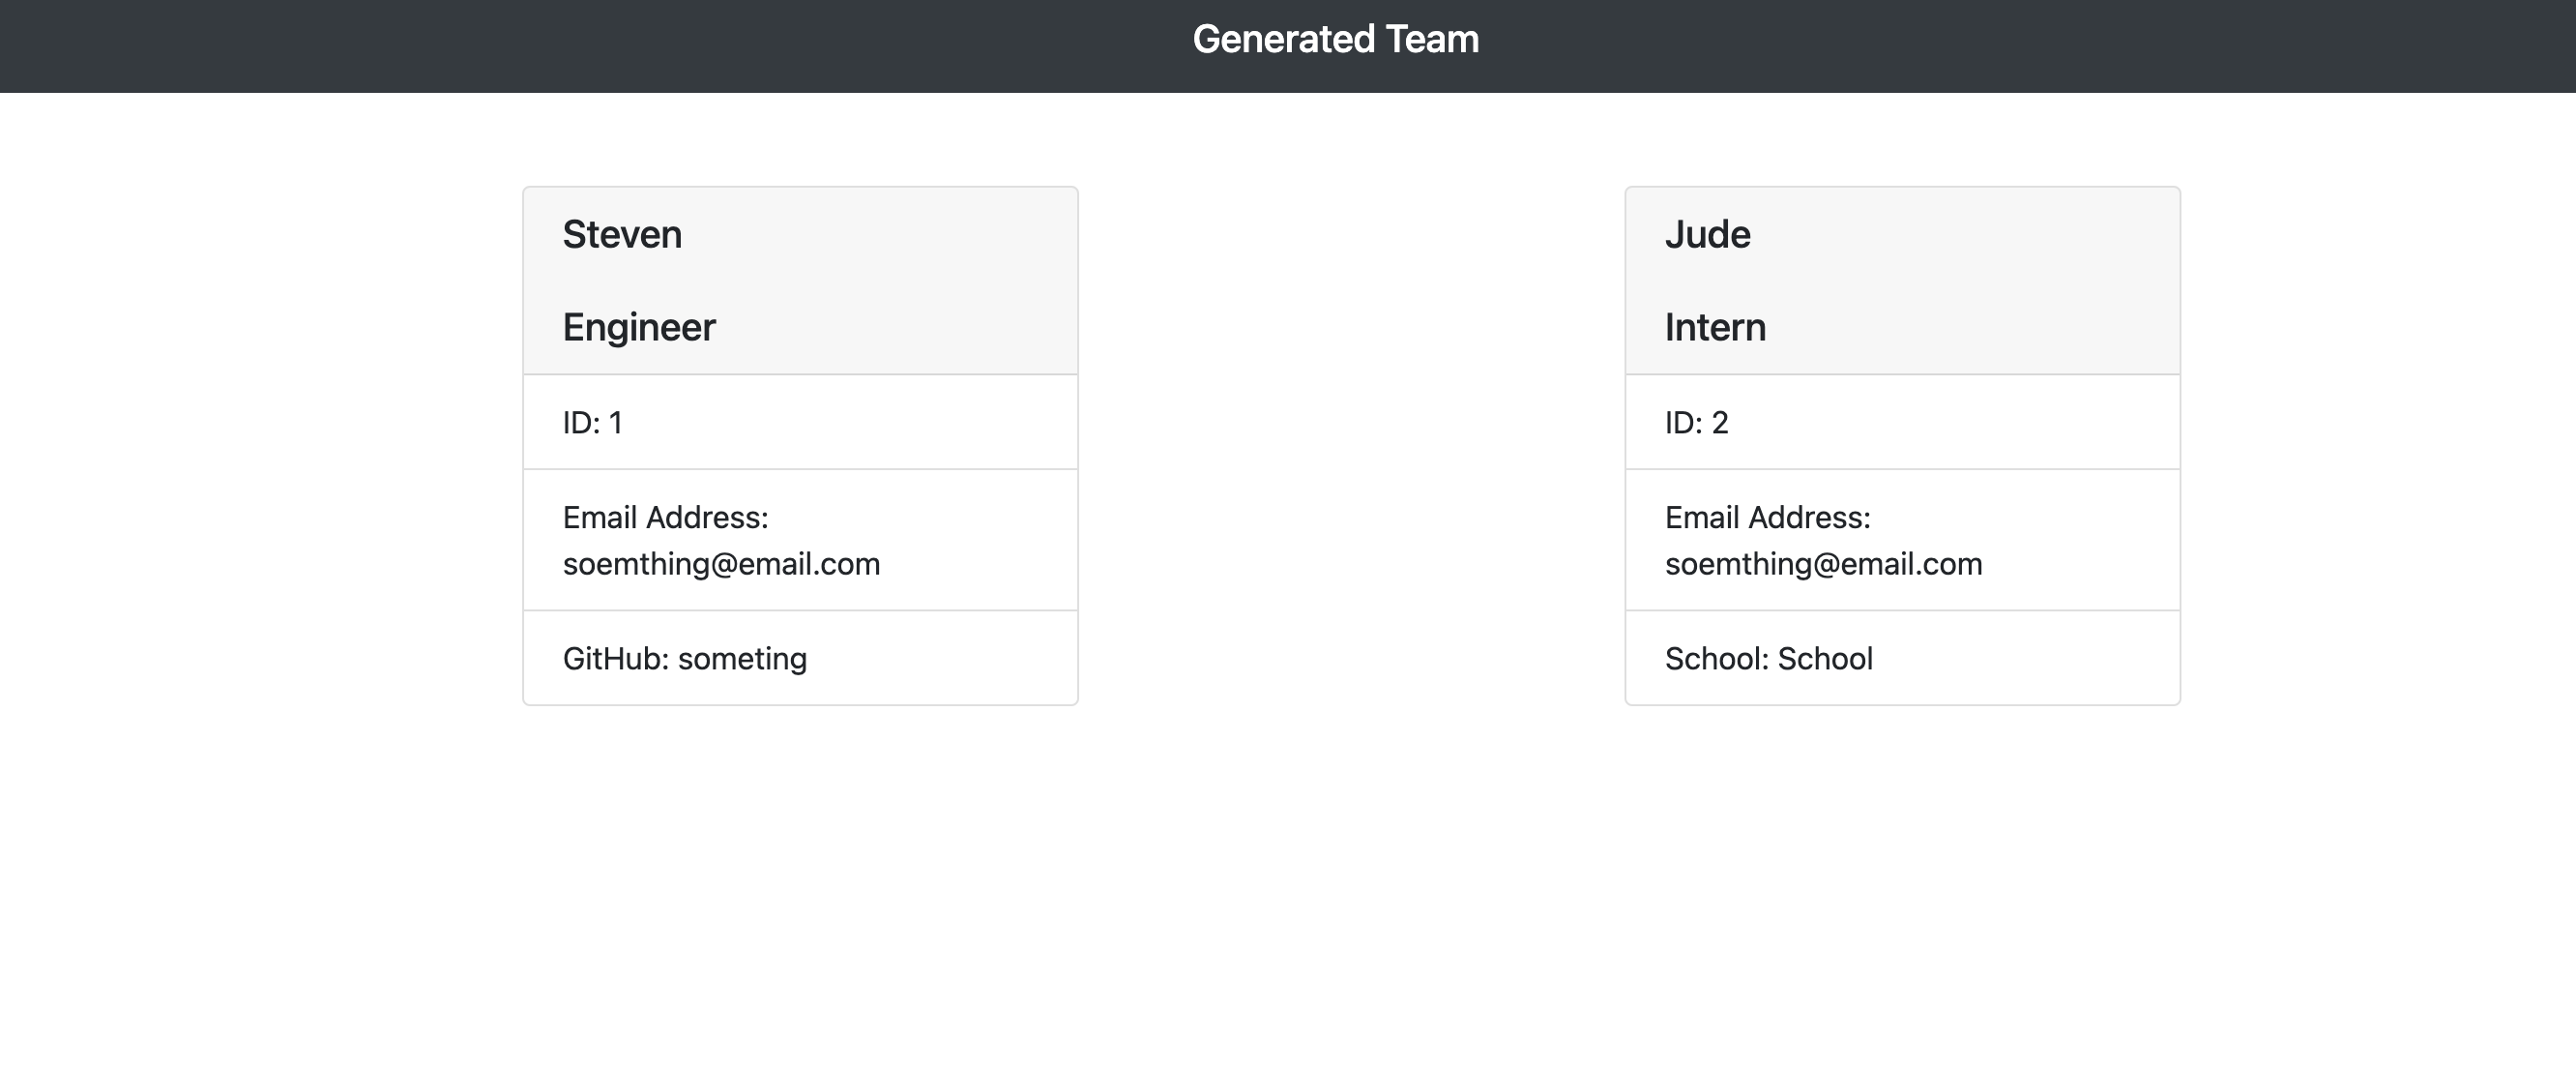 Generated Team
Steven
Engineer
ID: 1
Email Address:
soemthing@email.com
GitHub: someting
Jude
Intern
ID: 2
Email Address:
soemthing@email.com
School: School